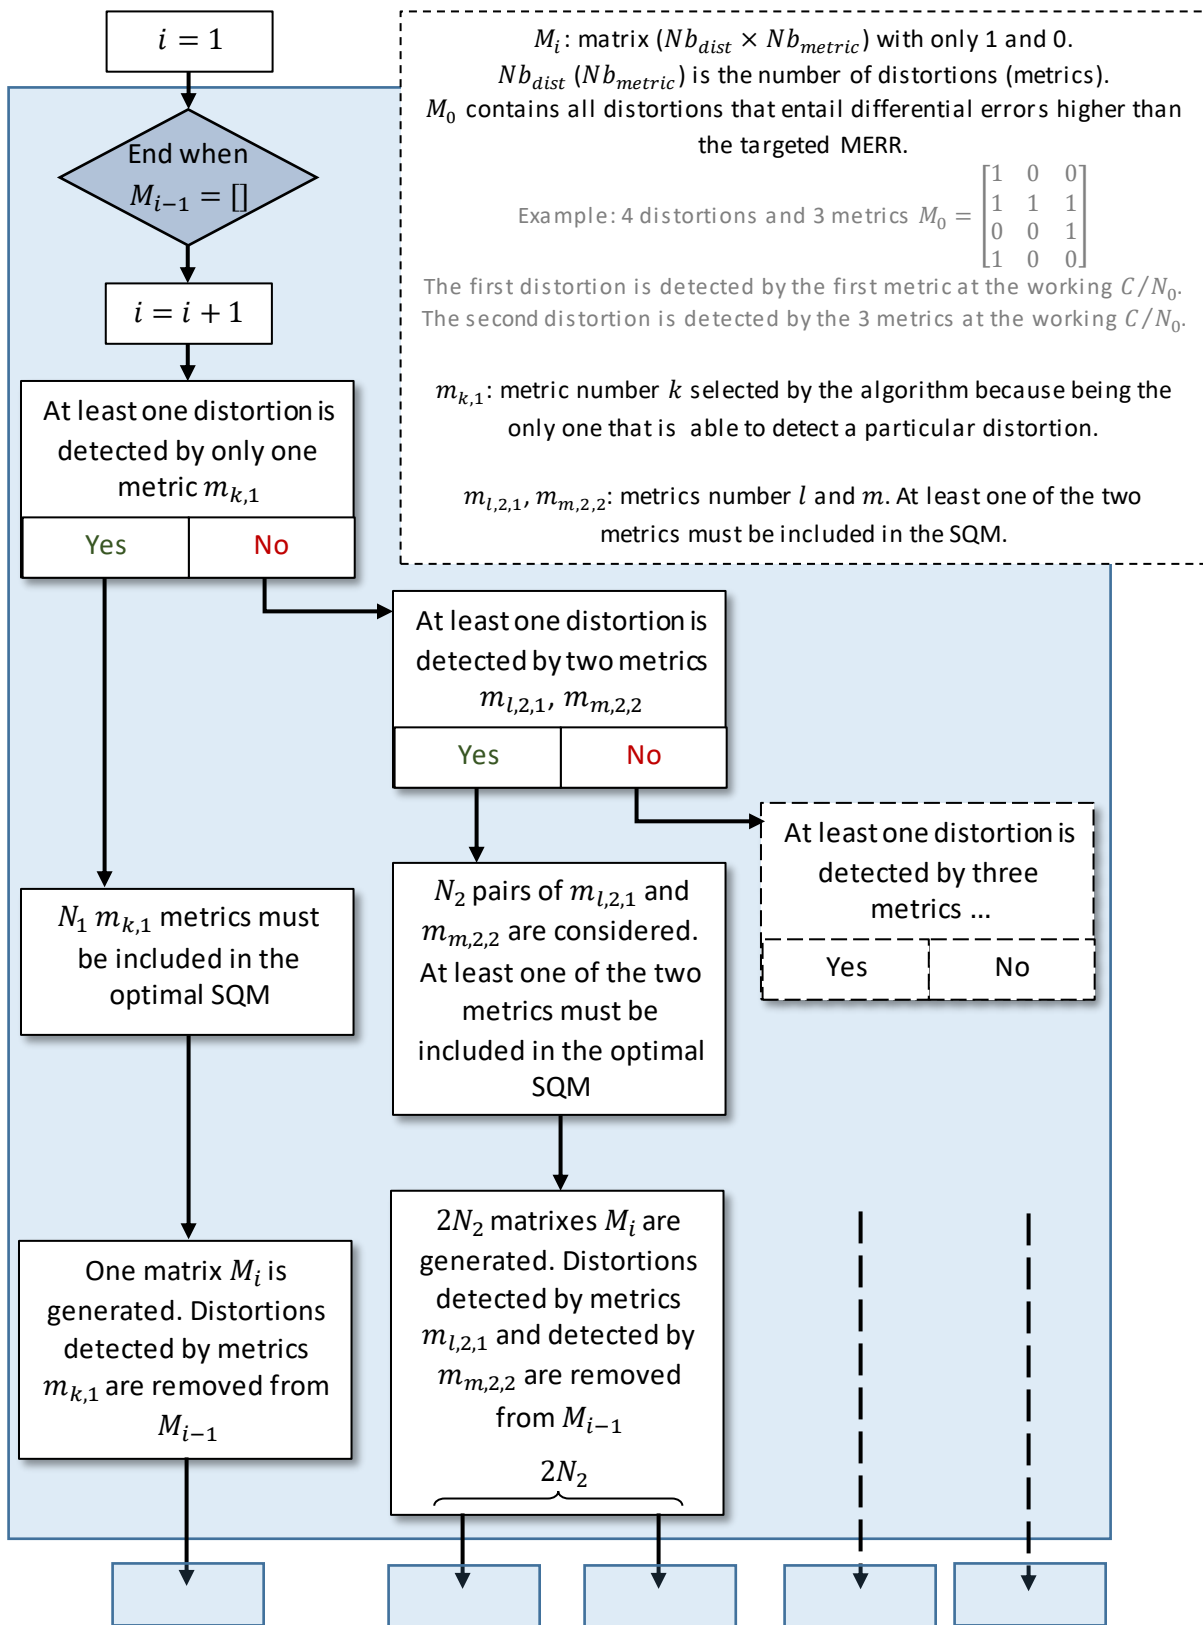 i = 1
End when
M_{i−1} = []
i = i + 1
At least one distortion is
detected by only one
metric m_{k,1}
Yes
No
M_i: matrix (Nb_{dist} × Nb_{metric}) with only 1 and 0.
Nb_{dist} (Nb_{metric}) is the number of distortions (metrics).
M_0 contains all distortions that entail differential errors higher than
the targeted MERR.
Example: 4 distortions and 3 metrics M_0 = [1 0 0
1 1 1
0 0 1
1 0 0]
The first distortion is detected by the first metric at the working C/N_0.
The second distortion is detected by the 3 metrics at the working C/N_0.
m_{k,1}: metric number k selected by the algorithm because being the
only one that is able to detect a particular distortion.
m_{l,2,1}, m_{m,2,2}: metrics number l and m. At least one of the two
metrics must be included in the SQM.
At least one distortion is
detected by two metrics
m_{l,2,1}, m_{m,2,2}
Yes
No
At least one distortion is
detected by three
metrics ...
Yes
No
N_1 m_{k,1} metrics must
be included in the
optimal SQM
N_2 pairs of m_{l,2,1} and
m_{m,2,2} are considered.
At least one of the two
metrics must be
included in the optimal
SQM
One matrix M_i is
generated. Distortions
detected by metrics
m_{k,1} are removed from
M_{i−1}
2N_2 matrixes M_i are
generated. Distortions
detected by metrics
m_{l,2,1} and detected by
m_{m,2,2} are removed
from M_{i−1}
2N_2